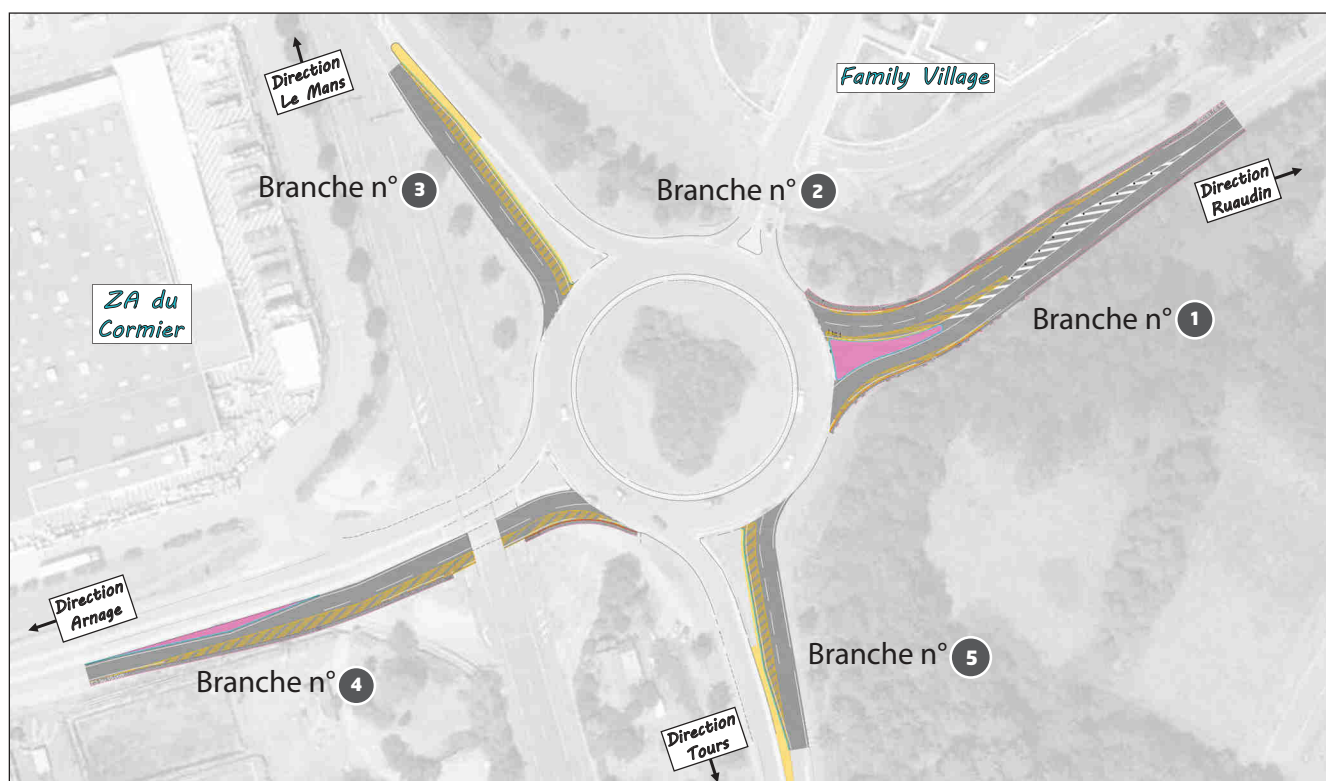 Direction
Le Mans
Family Village
Branche n° 3
Branche n° 2
Direction
Ruaudin
ZA du
Cormier
Branche n° 1
Direction
Arnage
Branche n° 5
Branche n° 4
Direction
Tours